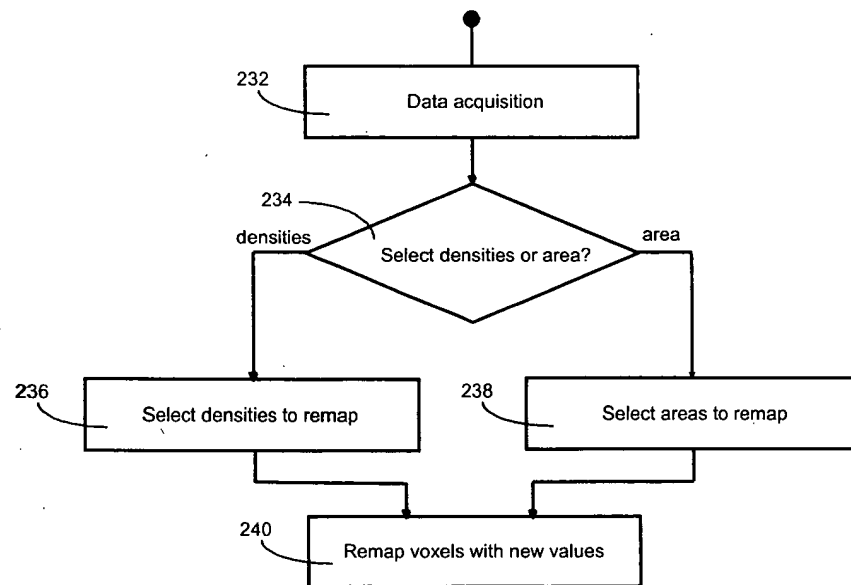 232
Data acquisition
234
densities
area
Select densities or area?
236
Select densities to remap
238
Select areas to remap
240
Remap voxels with new values